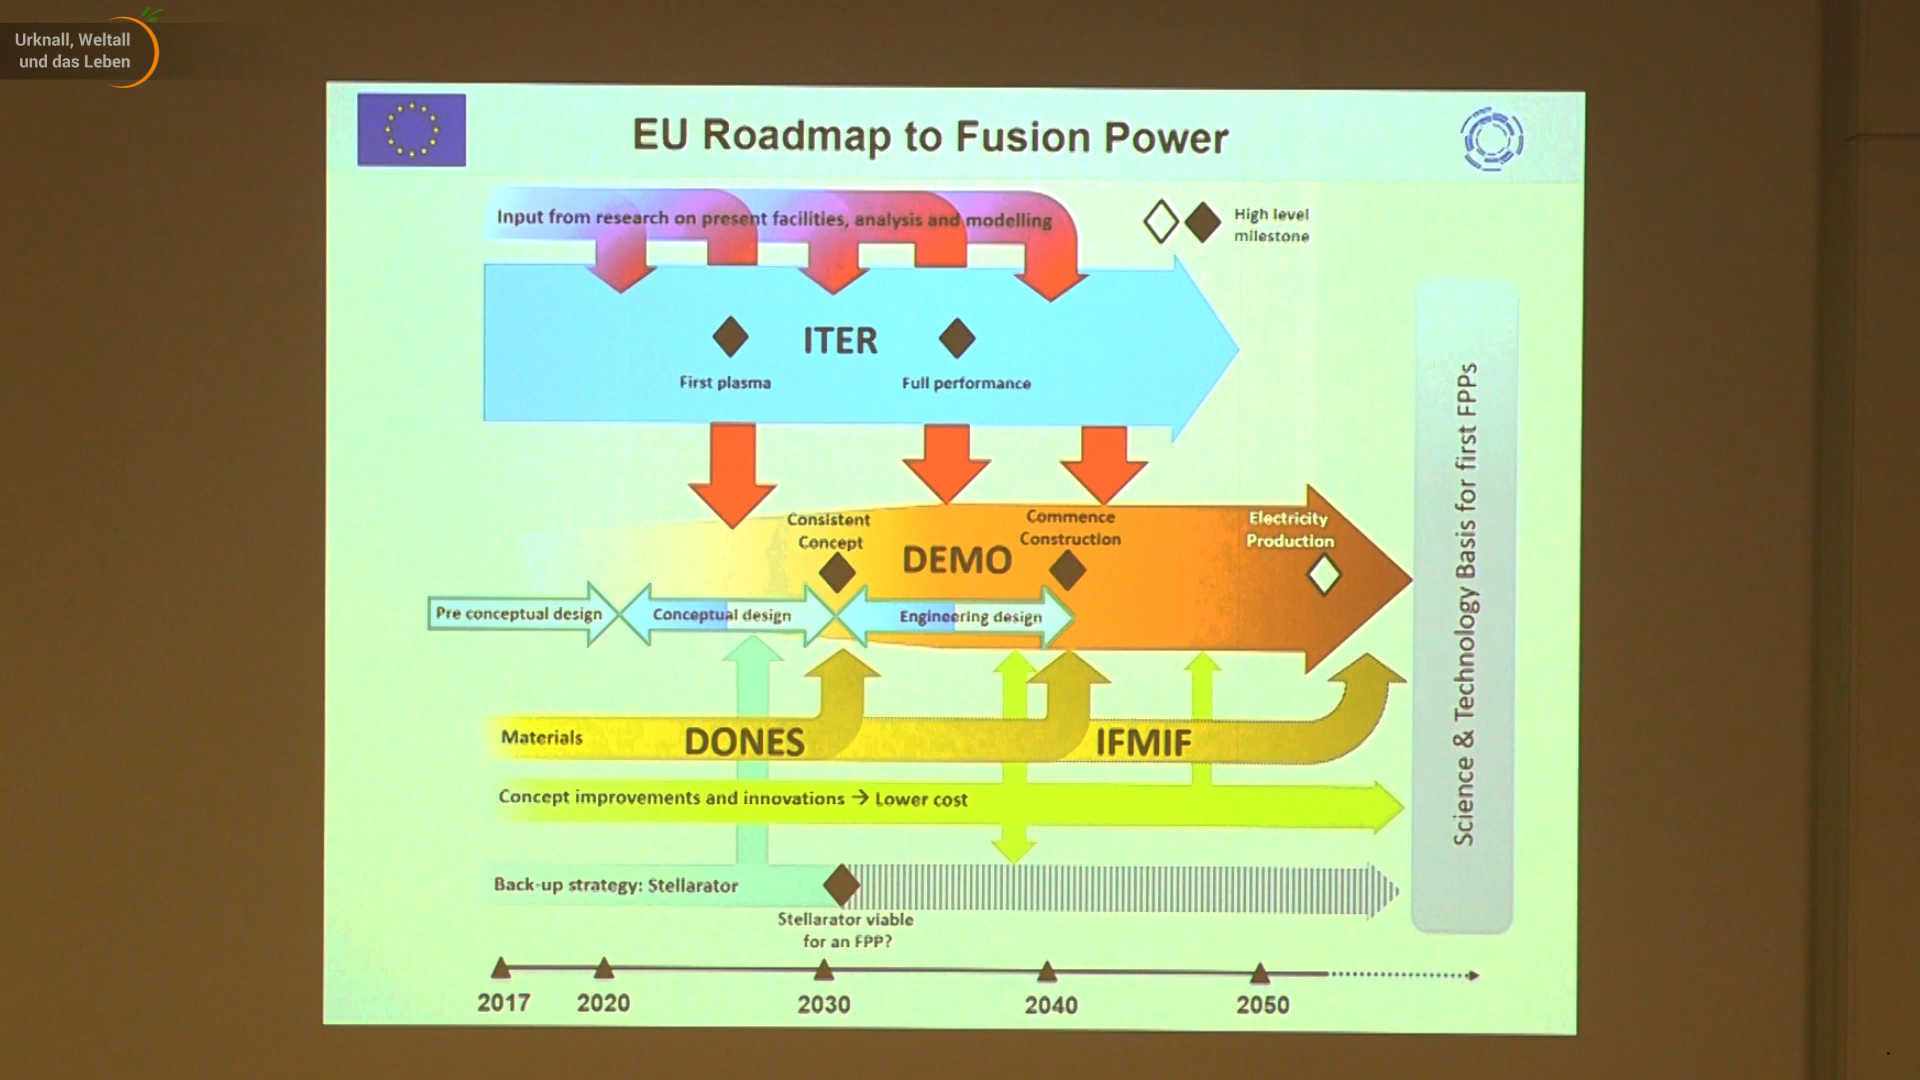 Urknall, Weltall
und das Leben
EU Roadmap to Fusion Power
Input from research on present facilities, analysis and modelling
High level
milestone
ITER
First plasma
Full performance
Consistent
Concept
DEMO
Commence
Construction
Electricity
Production
Pre conceptual design
Conceptual design
Engineering design
Materials
DONES
IFMIF
Concept improvements and innovations → Lower cost
Back-up strategy: Stellarator
Stellarator viable
for an FPP?
Science & Technology Basis for first FPPs
2017
2020
2030
2040
2050